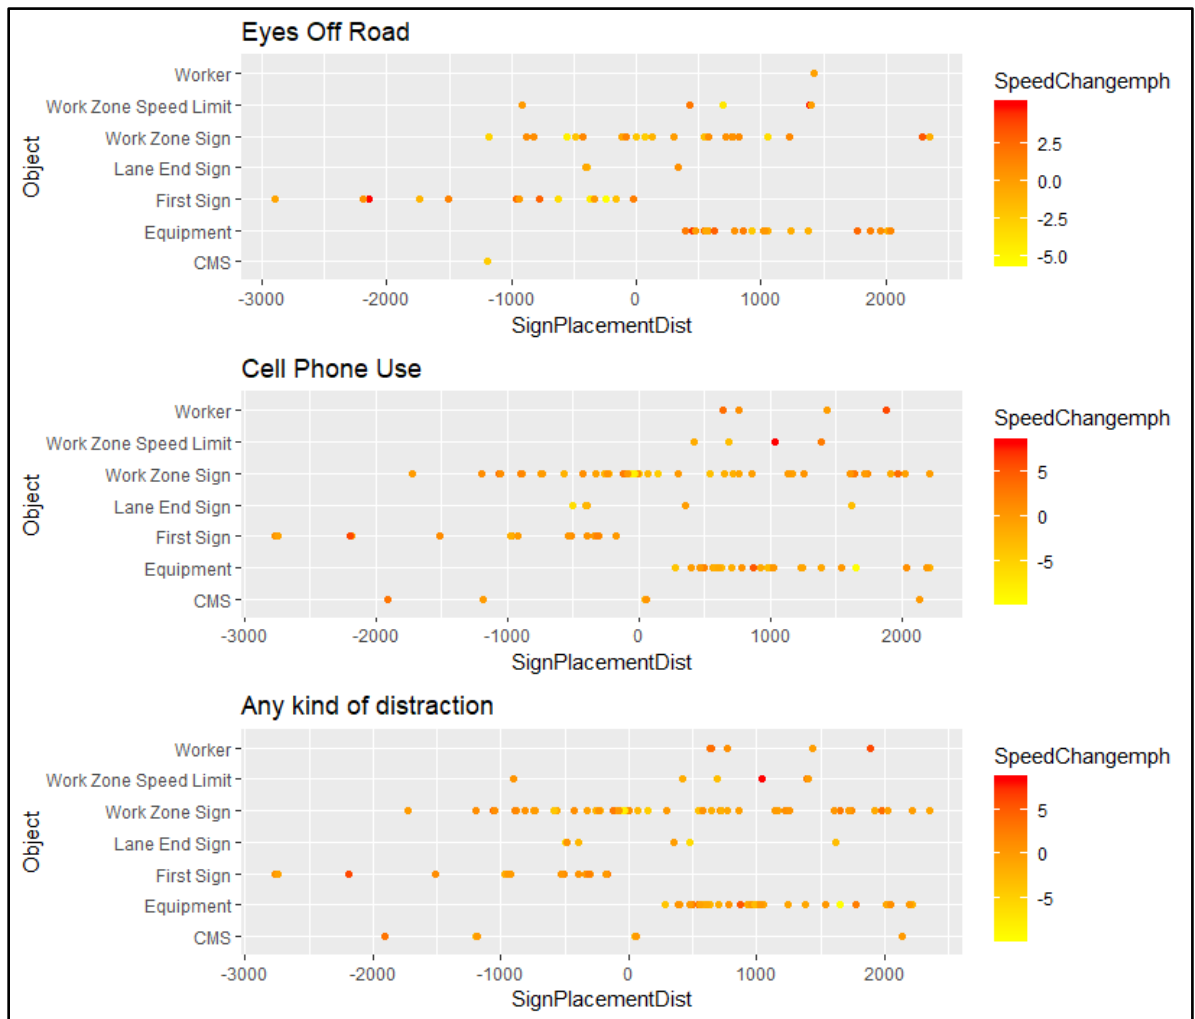 Eyes Off Road
Object
Worker
Work Zone Speed Limit
Work Zone Sign
Lane End Sign
First Sign
Equipment
CMS
-3000 -2000 -1000 0 1000 2000
SignPlacementDist
SpeedChangemph
2.5
0.0
-2.5
-5.0
Cell Phone Use
Object
Worker
Work Zone Speed Limit
Work Zone Sign
Lane End Sign
First Sign
Equipment
CMS
-3000 -2000 -1000 0 1000 2000
SignPlacementDist
SpeedChangemph
5
0
-5
Any kind of distraction
Object
Worker
Work Zone Speed Limit
Work Zone Sign
Lane End Sign
First Sign
Equipment
CMS
-3000 -2000 -1000 0 1000 2000
SignPlacementDist
SpeedChangemph
5
0
-5